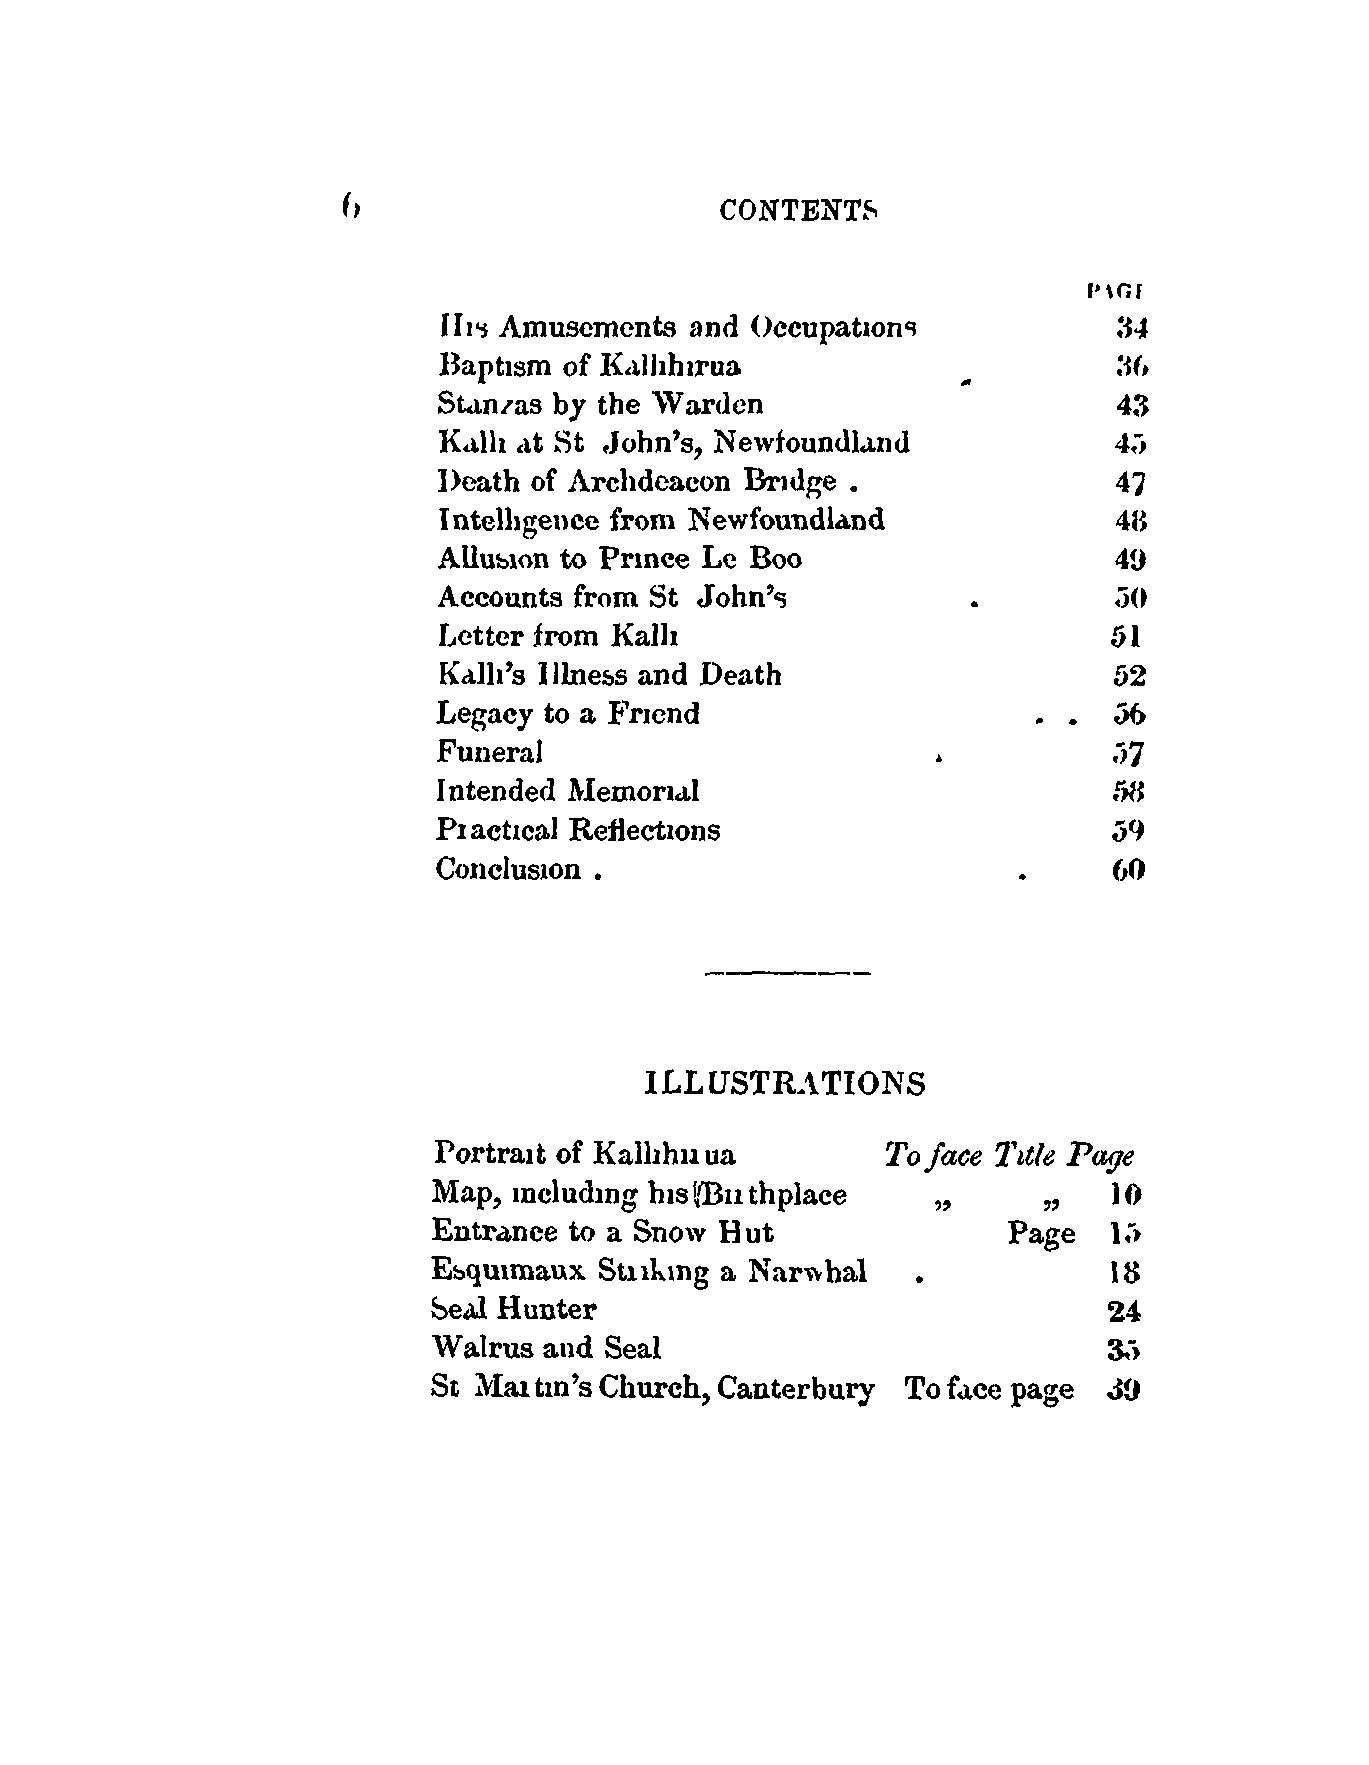 6 CONTENTS
PAGE
His Amusements and Occupations 34
Baptism of Kallihirua 36
Stanzas by the Warden 43
Kalli at St John's, Newfoundland 45
Death of Archdeacon Bridge . 47
Intelligence from Newfoundland 48
Allusion to Prince Le Boo 49
Accounts from St John's . 50
Letter from Kalli 51
Kalli's Illness and Death 52
Legacy to a Friend . . 56
Funeral . 57
Intended Memorial 58
Practical Reflections 59
Conclusion . . 60
ILLUSTRATIONS
Portrait of Kallihirua To face Title Page
Map, including his Birthplace „ „ 10
Entrance to a Snow Hut Page 15
Esquimaux Striking a Narwhal . 18
Seal Hunter 24
Walrus and Seal 35
St Martin's Church, Canterbury To face page 39